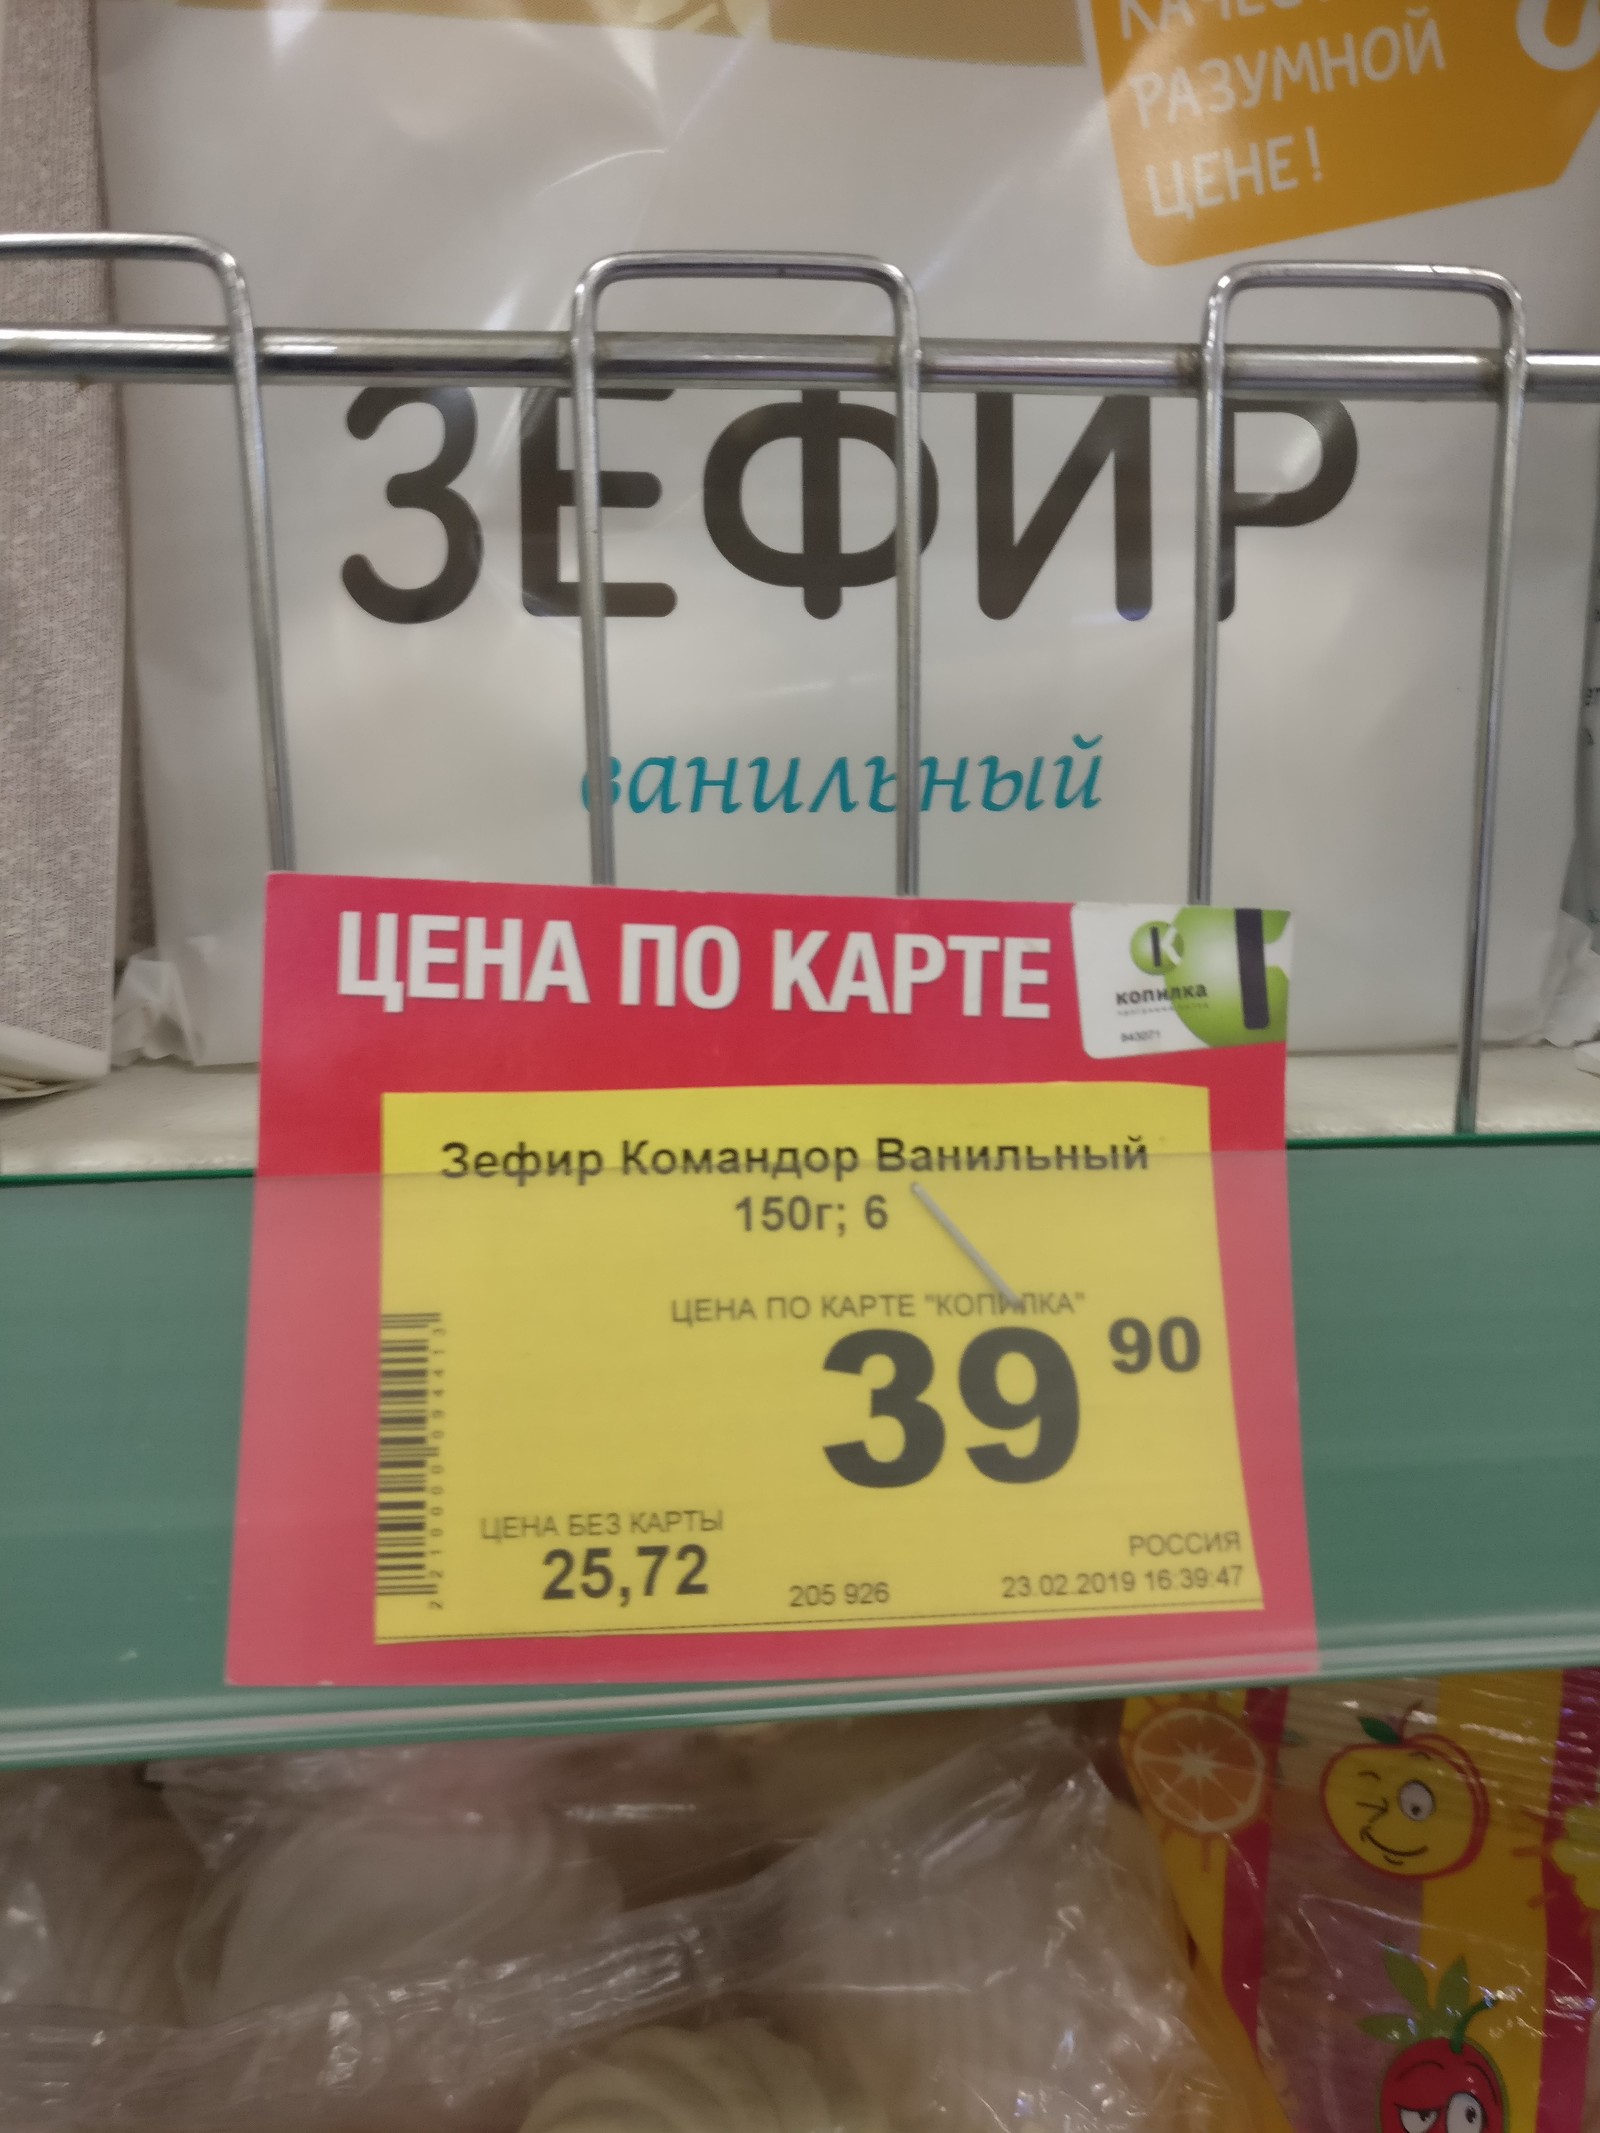 РАЗУМНОЙ
ЦЕНЕ!
ЗЕФИР
ванильный
ЦЕНА ПО КАРТЕ
К
копилка
943071
Зефир Командор Ванильный
150г; 6
ЦЕНА ПО КАРТЕ "КОПИЛКА"
39 90
ЦЕНА БЕЗ КАРТЫ
25,72
205 926
РОССИЯ
23.02.2019 16:39:47